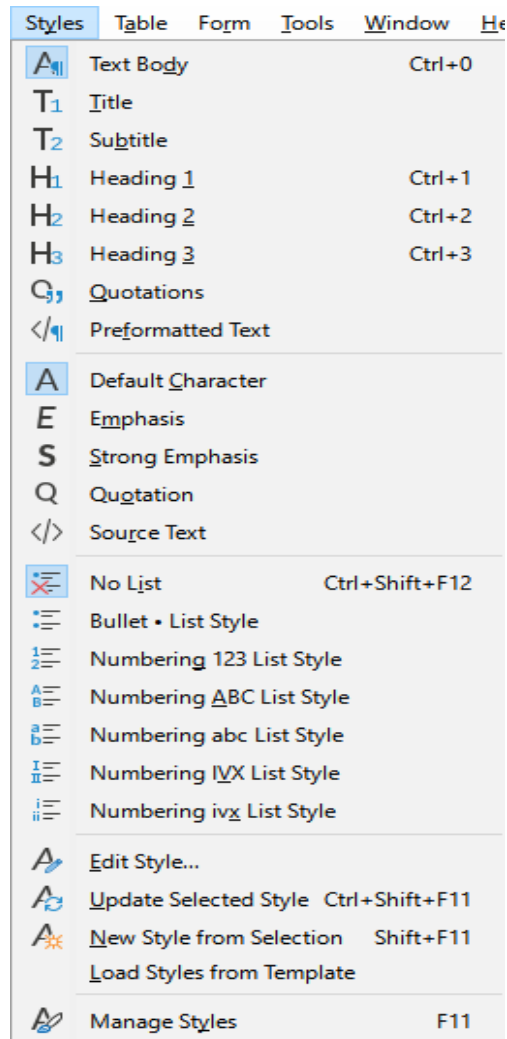 Styles Table Form Tools Window He
Text Body Ctrl+0
Title
Subtitle
Heading 1 Ctrl+1
Heading 2 Ctrl+2
Heading 3 Ctrl+3
Quotations
Preformatted Text
Default Character
Emphasis
Strong Emphasis
Quotation
Source Text
No List Ctrl+Shift+F12
Bullet • List Style
Numbering 123 List Style
Numbering ABC List Style
Numbering abc List Style
Numbering IVX List Style
Numbering ivx List Style
Edit Style...
Update Selected Style Ctrl+Shift+F11
New Style from Selection Shift+F11
Load Styles from Template
Manage Styles F11